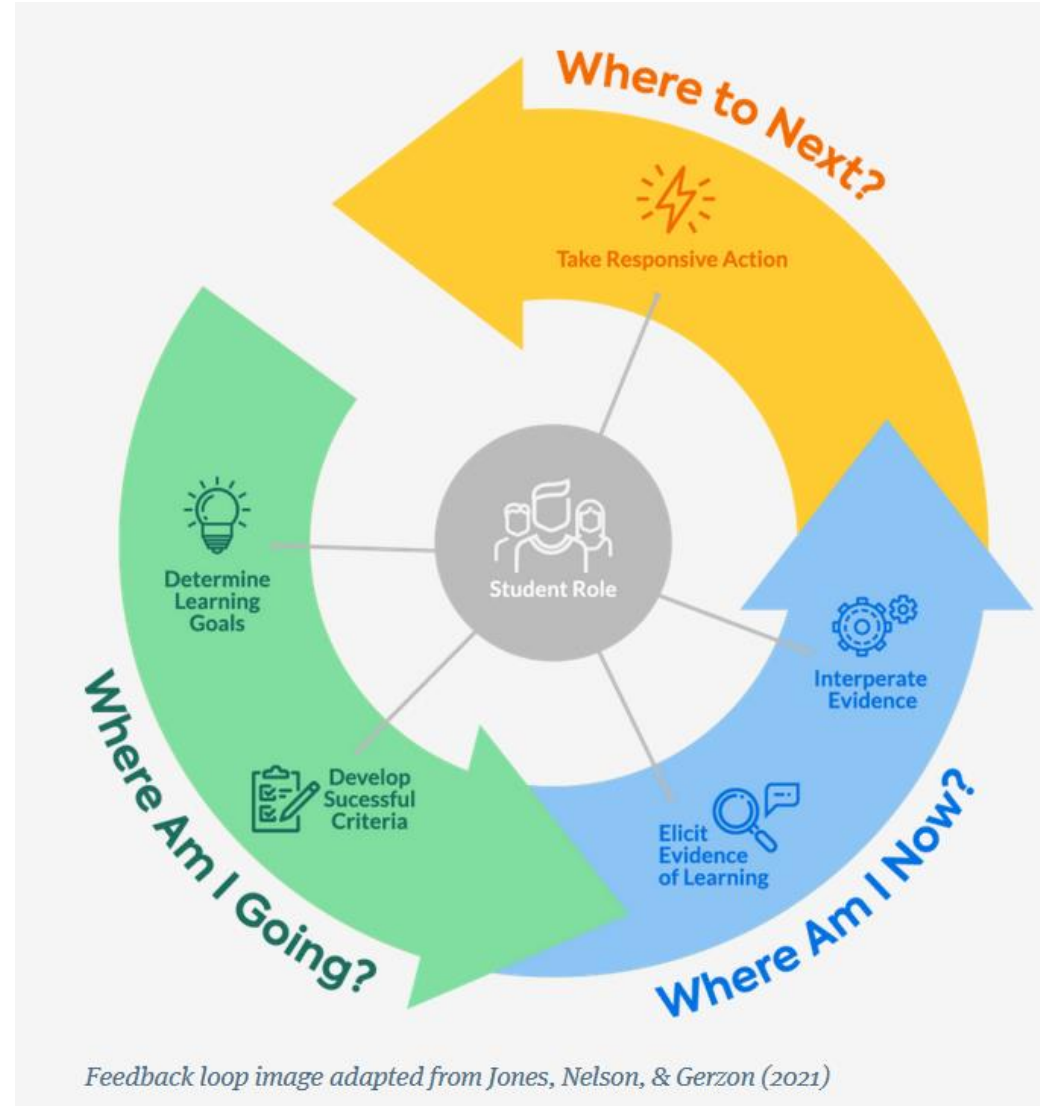 Where to Next?
Take Responsive Action
Student Role
Determine
Learning
Goals
Develop
Sucessful
Criteria
Where Am I Going?
Interperate
Evidence
Elicit
Evidence
of Learning
Where Am I Now?
Feedback loop image adapted from Jones, Nelson, & Gerzon (2021)